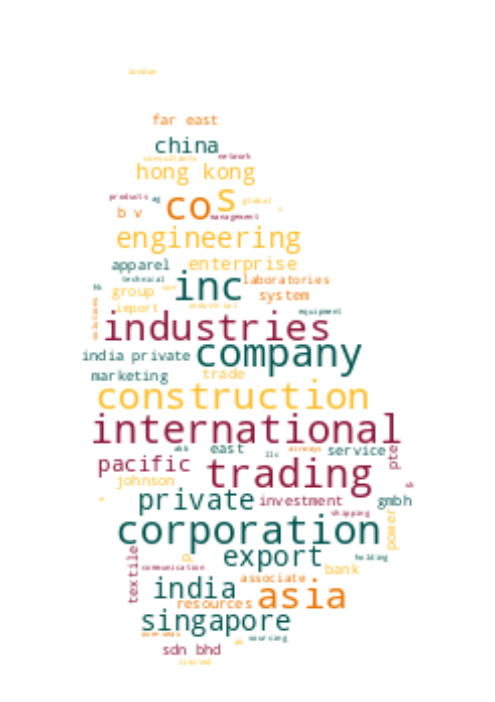 london
far east
china
network
consultants
hong kong
products
ag
co
s
global
b v
management
engineering
apparel
enterprise
technical
inc
laboratories
group
system
import
industrial
equipment
industries
india private
company
marketing
trade
construction
international
east
llc
airways
service
pte
pacific
trading
johnson
private
investment
gmbh
shipping
power
corporation
export
holding
textile
communication
bank
india
associate
resources
asia
singapore
overseas
sourcing
sdn bhd
limited